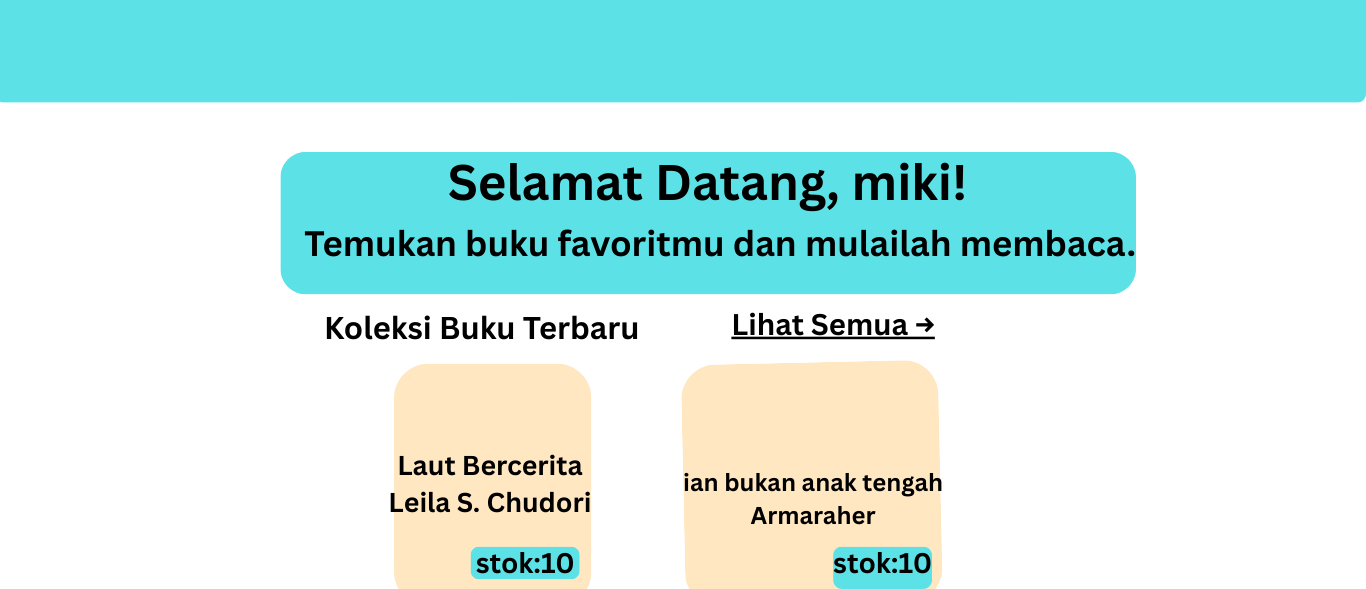 Selamat Datang, miki!
Temukan buku favoritmu dan mulailah membaca.
Koleksi Buku Terbaru
Lihat Semua →
Laut Bercerita
Leila S. Chudori
stok:10
ian bukan anak tengah
Armaraher
stok:10